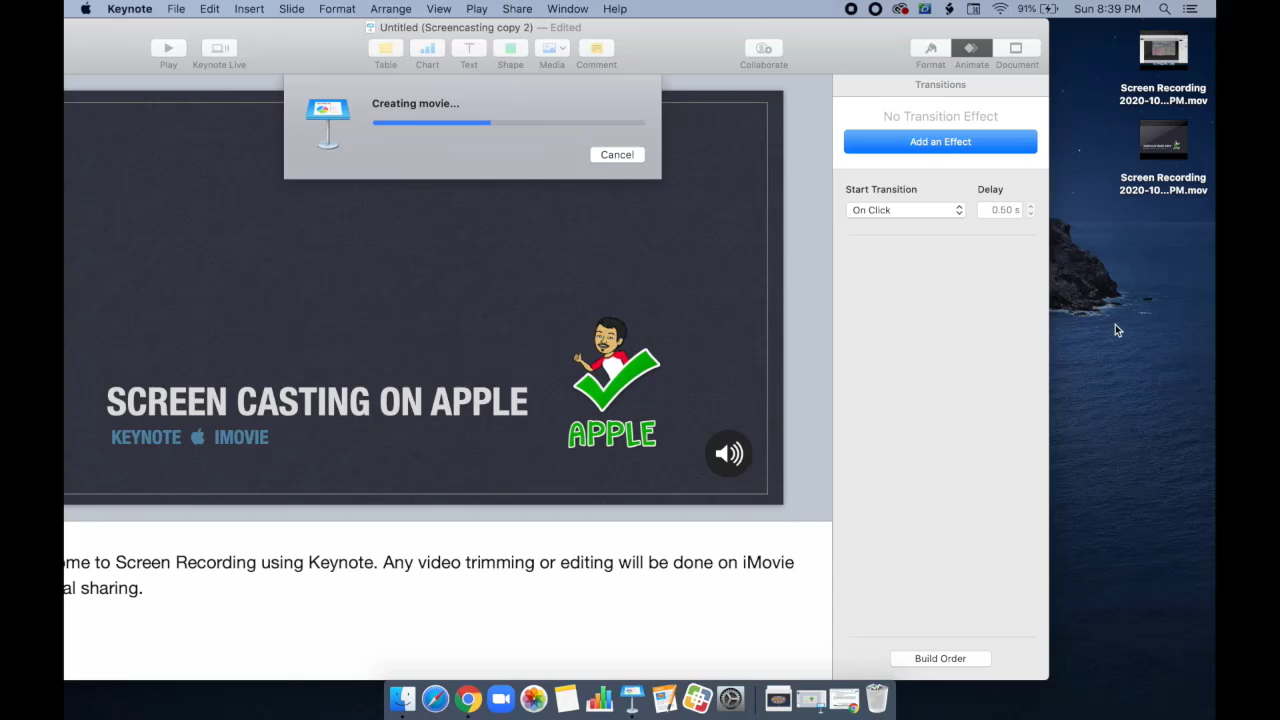 Keynote File Edit Insert Slide Format Arrange View Play Share Window Help 91% Sun 8:39 PM
Untitled (Screencasting copy 2) — Edited
Play Keynote Live Table Chart Text Shape Media Comment Collaborate Format Animate Document
Creating movie...
Cancel
Transitions
No Transition Effect
Add an Effect
Start Transition Delay
On Click 0.50 s
Build Order
Screen Recording
2020-10...PM.mov
Screen Recording
2020-10...PM.mov
SCREEN CASTING ON APPLE
KEYNOTE IMOVIE
APPLE
ome to Screen Recording using Keynote. Any video trimming or editing will be done on iMovie
al sharing.